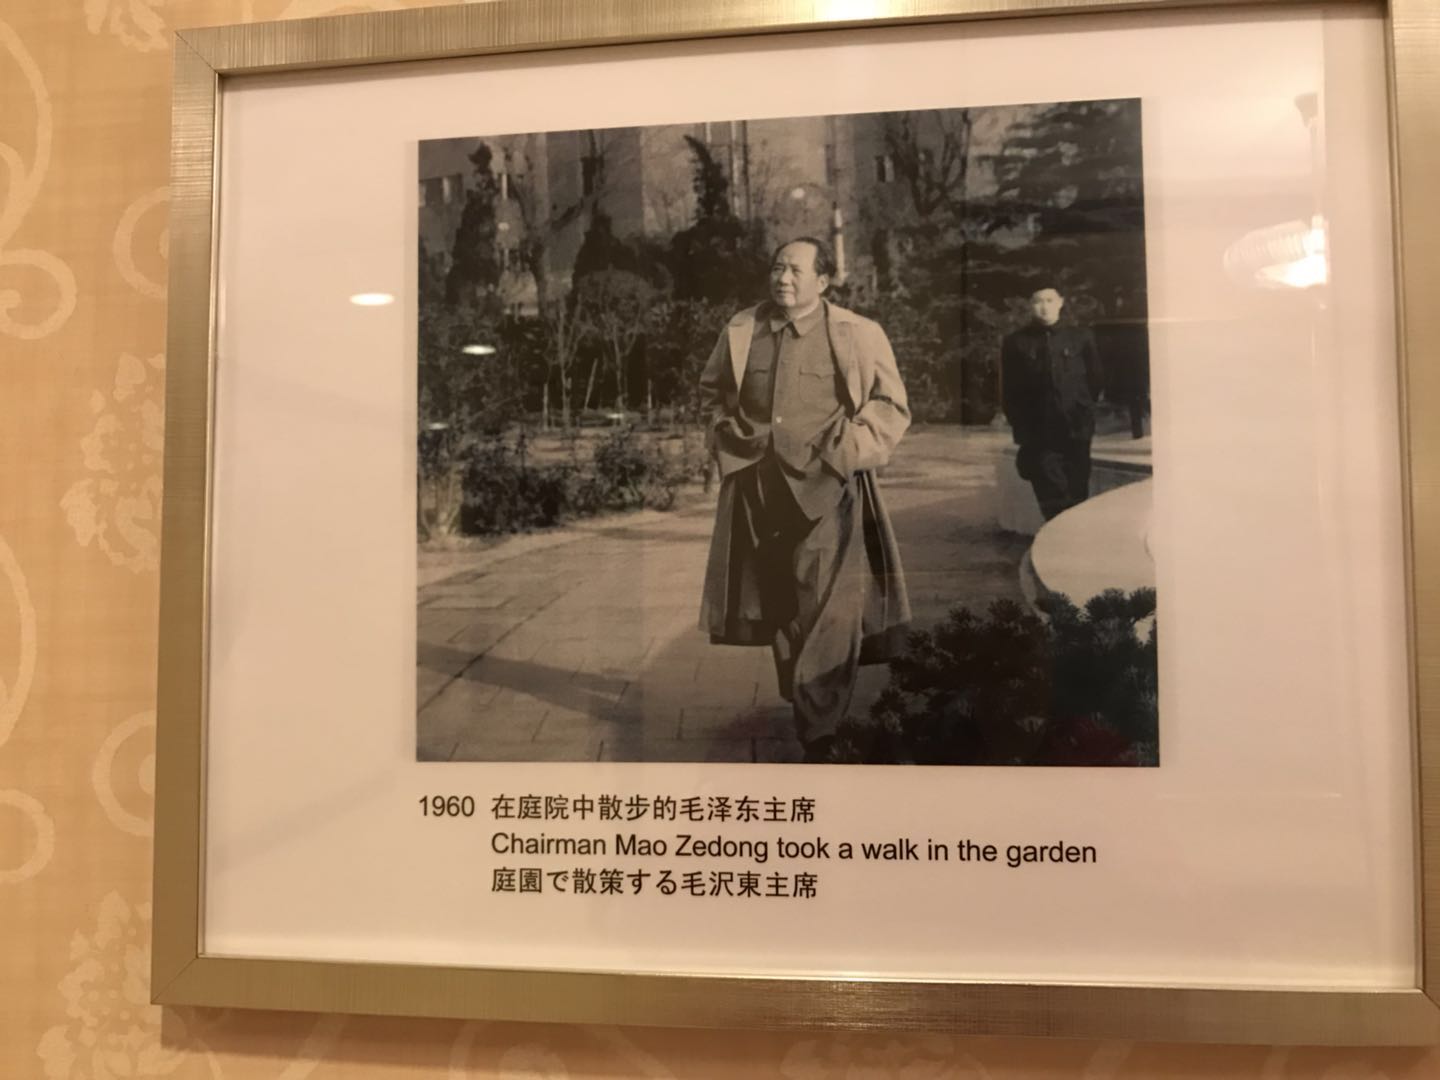 1960 在庭院中散步的毛泽东主席
Chairman Mao Zedong took a walk in the garden
庭園で散策する毛沢東主席